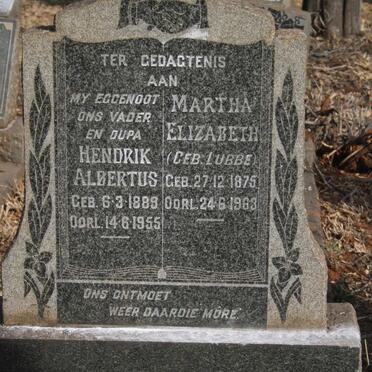 TER GEDAGTENIS
AAN
MY EGGENOOT
ONS VADER
EN OUPA
HENDRIK
ALBERTUS
GEB. 6·3·1889
OORL. 14·6·1955
MARTHA
ELIZABETH
(GEB. LUBBE)
GEB. 27·12·1875
OORL. 24·6·1963
ONS ONTMOET
WEER DAARDIE MÔRE.